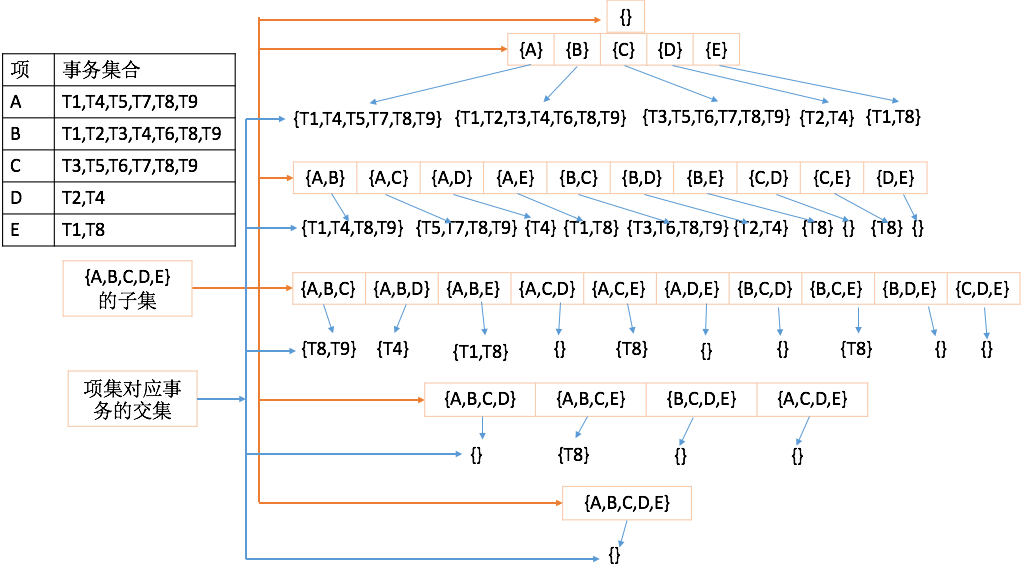 {}
{A} {B} {C} {D} {E}
项 事务集合
A T1,T4,T5,T7,T8,T9
B T1,T2,T3,T4,T6,T8,T9
C T3,T5,T6,T7,T8,T9
D T2,T4
E T1,T8
{T1,T4,T5,T7,T8,T9} {T1,T2,T3,T4,T6,T8,T9} {T3,T5,T6,T7,T8,T9} {T2,T4} {T1,T8}
{A,B} {A,C} {A,D} {A,E} {B,C} {B,D} {B,E} {C,D} {C,E} {D,E}
{T1,T4,T8,T9} {T5,T7,T8,T9} {T4} {T1,T8} {T3,T6,T8,T9} {T2,T4} {T8} {} {T8} {}
{A,B,C,D,E}
的子集
{A,B,C} {A,B,D} {A,B,E} {A,C,D} {A,C,E} {A,D,E} {B,C,D} {B,C,E} {B,D,E} {C,D,E}
{T8,T9} {T4} {T1,T8} {} {T8} {} {} {T8} {} {}
项集对应事
务的交集
{A,B,C,D} {A,B,C,E} {B,C,D,E} {A,C,D,E}
{} {T8} {} {}
{A,B,C,D,E}
{}